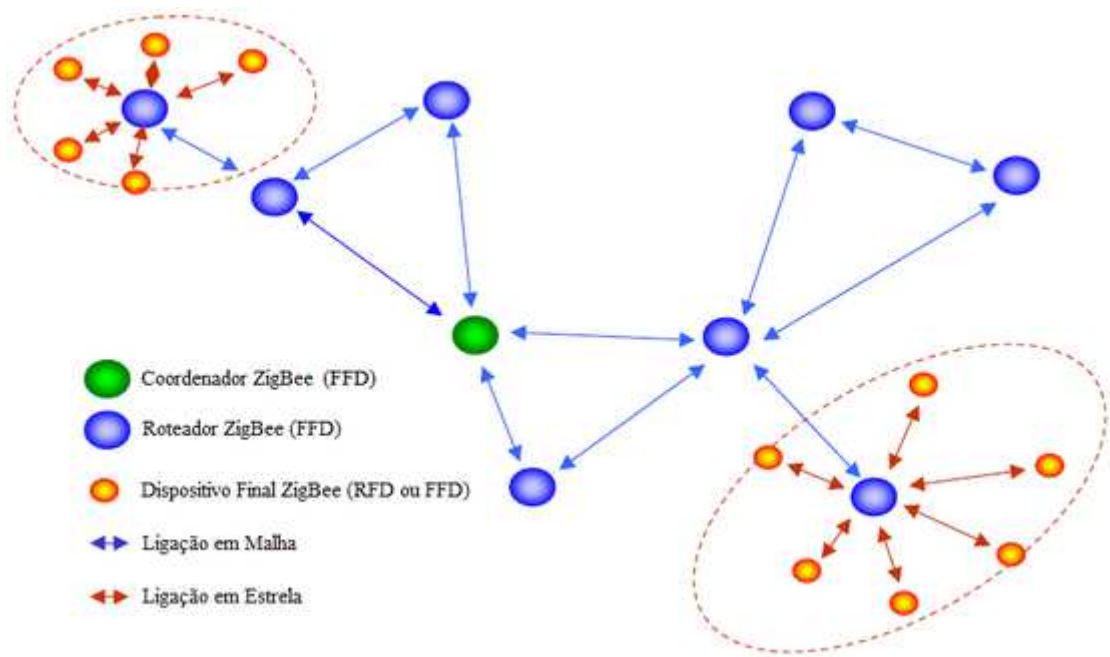 Coordenador ZigBee (FFD)
Roteador ZigBee (FFD)
Dispositivo Final ZigBee (RFD ou FFD)
Ligação em Malha
Ligação em Estrela